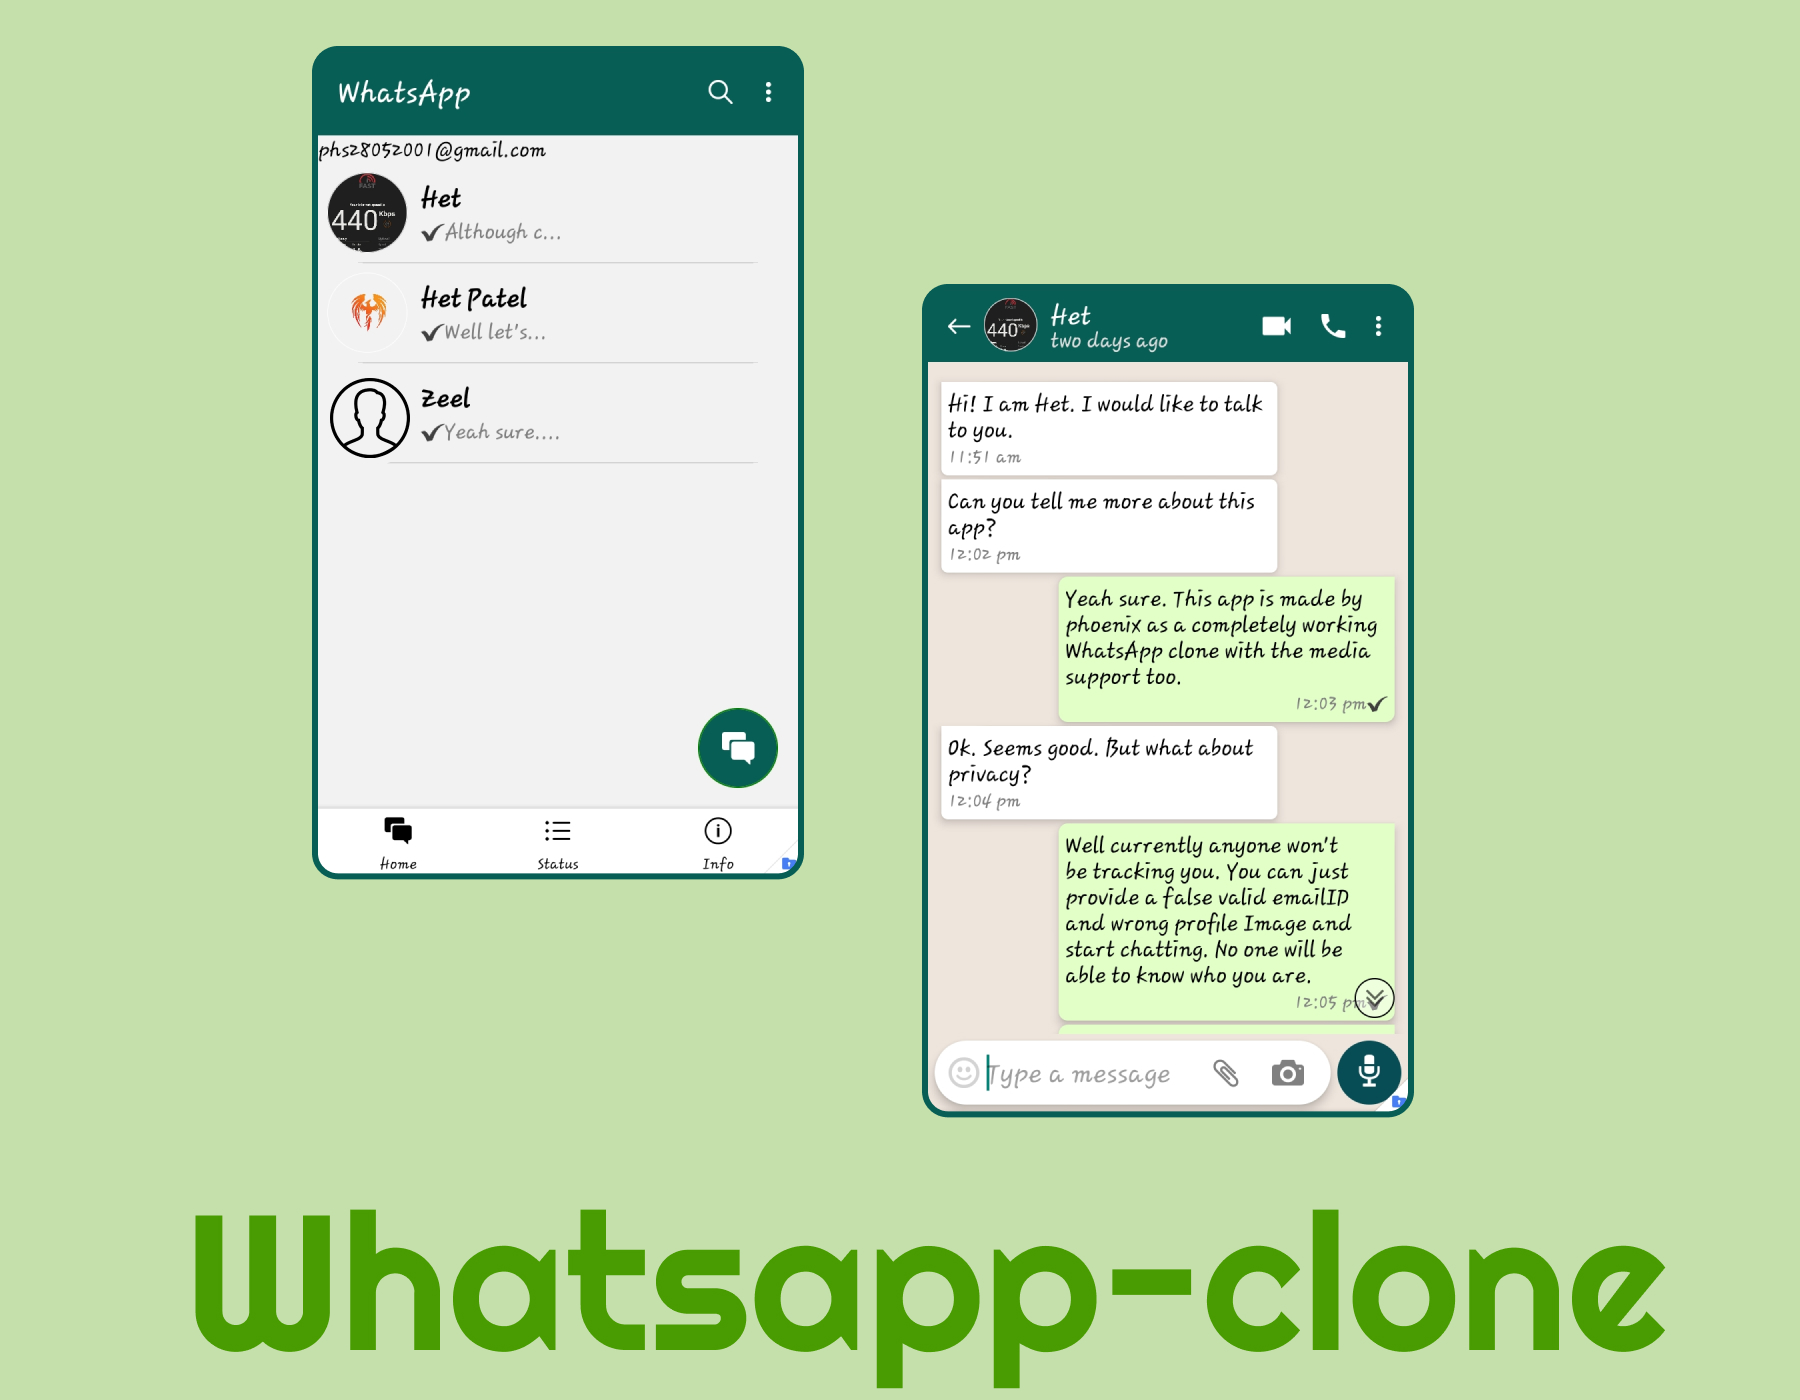 WhatsApp
phs28052001@gmail.com
440 Kbps
Het
Although c...
Het Patel
Well let's...
Zeel
Yeah sure....
Home
Status
Info
440
Het
two days ago
Hi! I am Het. I would like to talk
to you.
11:51 am
Can you tell me more about this
app?
12:02 pm
Yeah sure. This app is made by
phoenix as a completely working
WhatsApp clone with the media
support too.
12:03 pm
Ok. Seems good. But what about
privacy?
12:04 pm
Well currently anyone won't
be tracking you. You can just
provide a false valid emailID
and wrong profile Image and
start chatting. No one will be
able to know who you are.
12:05 pm
Type a message
Whatsapp-clone